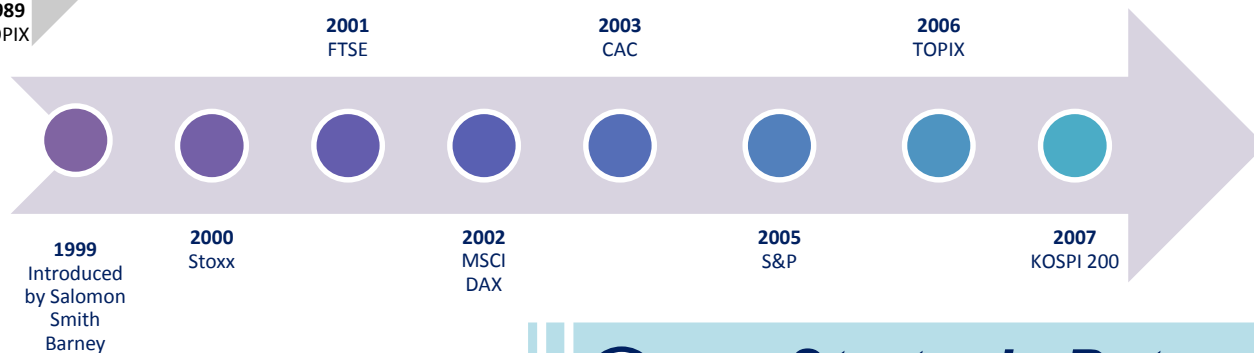 2001
FTSE
2003
CAC
2006
TOPIX
1999
Introduced
by Salomon
Smith
Barney
2000
Stoxx
2002
MSCI
DAX
2005
S&P
2007
KOSPI 200